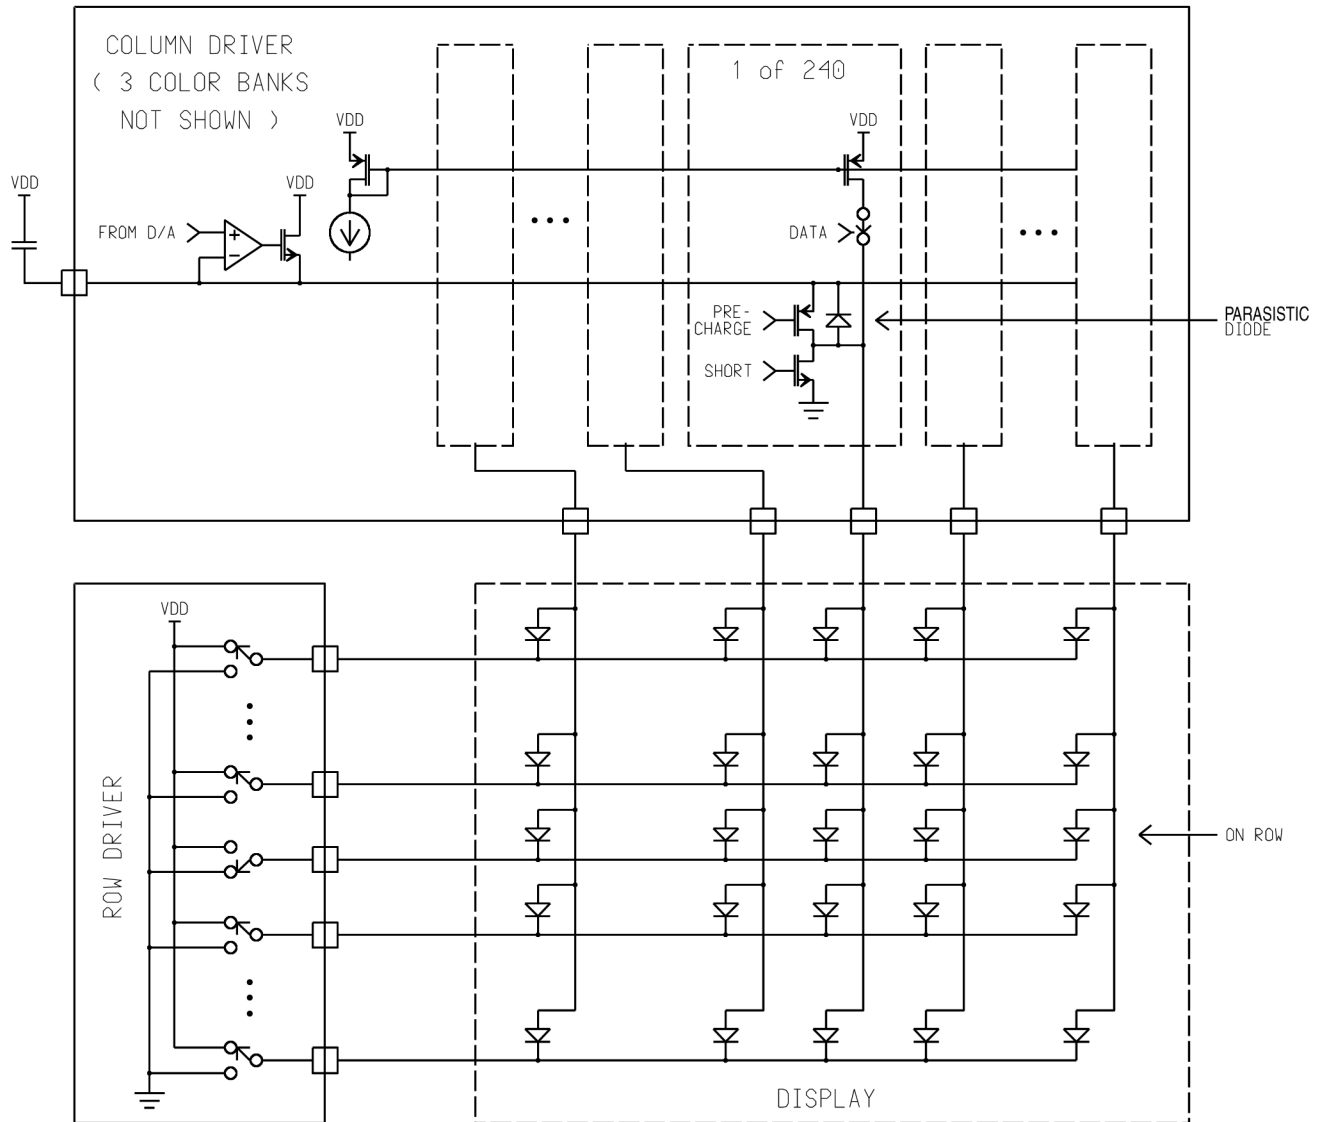 COLUMN DRIVER
( 3 COLOR BANKS
NOT SHOWN )
1 of 240
VDD
VDD
VDD
VDD
FROM D/A
+
−
DATA
PRE-
CHARGE
SHORT
PARASISTIC
DIODE
VDD
ROW DRIVER
ON ROW
DISPLAY